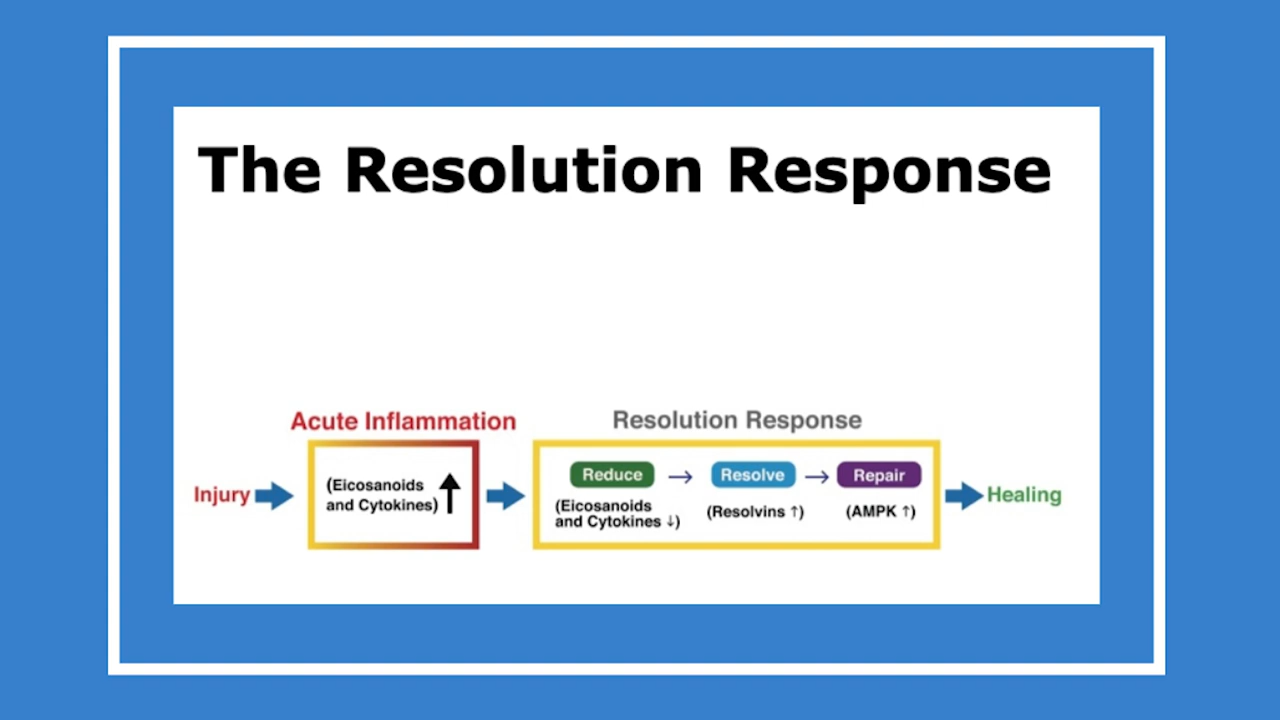 The Resolution Response
Acute Inflammation
Resolution Response
Injury
(Eicosanoids
and Cytokines)
Reduce → Resolve → Repair
(Eicosanoids
and Cytokines ↓)
(Resolvins ↑)
(AMPK ↑)
Healing